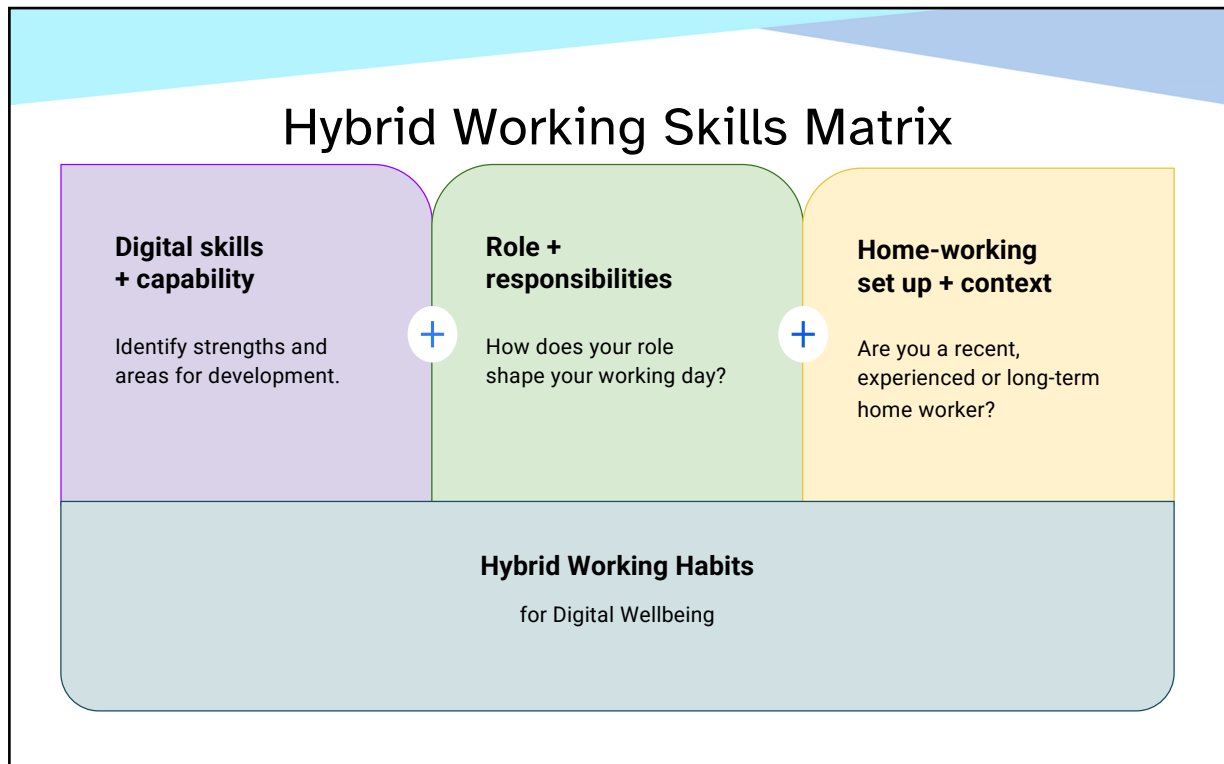 Hybrid Working Skills Matrix
Digital skills
+ capability
Identify strengths and
areas for development.
+
Role +
responsibilities
How does your role
shape your working day?
+
Home-working
set up + context
Are you a recent,
experienced or long-term
home worker?
Hybrid Working Habits
for Digital Wellbeing